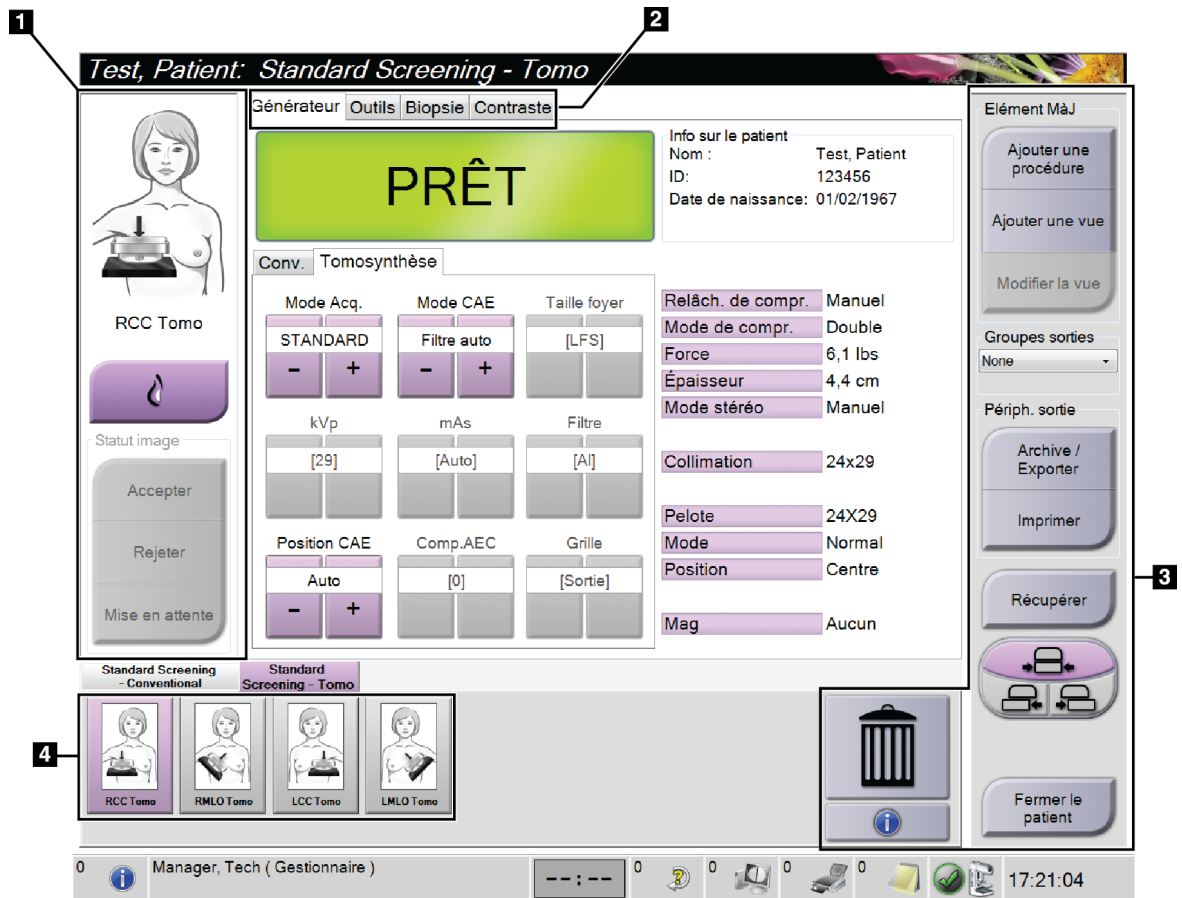 1
2
Test, Patient: Standard Screening - Tomo
Générateur Outils Biopsie Contraste
PRÊT
Info sur le patient
Nom : Test, Patient
ID: 123456
Date de naissance: 01/02/1967
RCC Tomo
Statut image
Accepter
Rejeter
Mise en attente
Conv. Tomosynthèse
Mode Acq. Mode CAE Taille foyer
STANDARD Filtre auto [LFS]
- + - +
kVp mAs Filtre
[29] [Auto] [Al]
Position CAE Comp.AEC Grille
Auto [0] [Sortie]
- +
Relâch. de compr. Manuel
Mode de compr. Double
Force 6,1 lbs
Épaisseur 4,4 cm
Mode stéréo Manuel
Collimation 24x29
Pelote 24X29
Mode Normal
Position Centre
Mag Aucun
Elément MàJ
Ajouter une
procédure
Ajouter une vue
Modifier la vue
Groupes sorties
None
Périph. sortie
Archive /
Exporter
Imprimer
3
Récupérer
Fermer le
patient
Standard Screening
- Conventional
Standard
Screening - Tomo
4
RCC Tomo RMLO Tomo LCC Tomo LMLO Tomo
0 Manager, Tech ( Gestionnaire ) --:-- 0 0 0 0 17:21:04